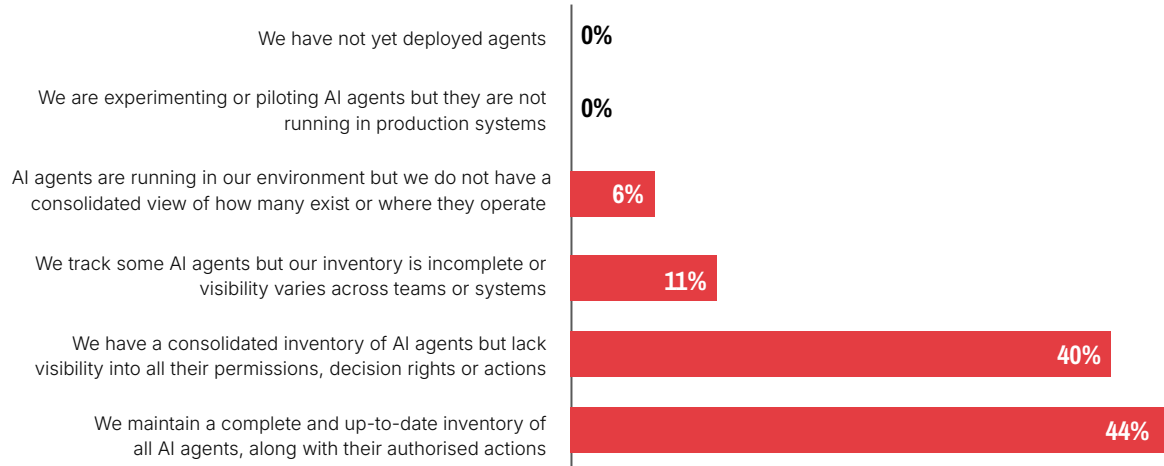 We have not yet deployed agents
0%
We are experimenting or piloting AI agents but they are not
running in production systems
0%
AI agents are running in our environment but we do not have a
consolidated view of how many exist or where they operate
6%
We track some AI agents but our inventory is incomplete or
visibility varies across teams or systems
11%
We have a consolidated inventory of AI agents but lack
visibility into all their permissions, decision rights or actions
40%
We maintain a complete and up-to-date inventory of
all AI agents, along with their authorised actions
44%